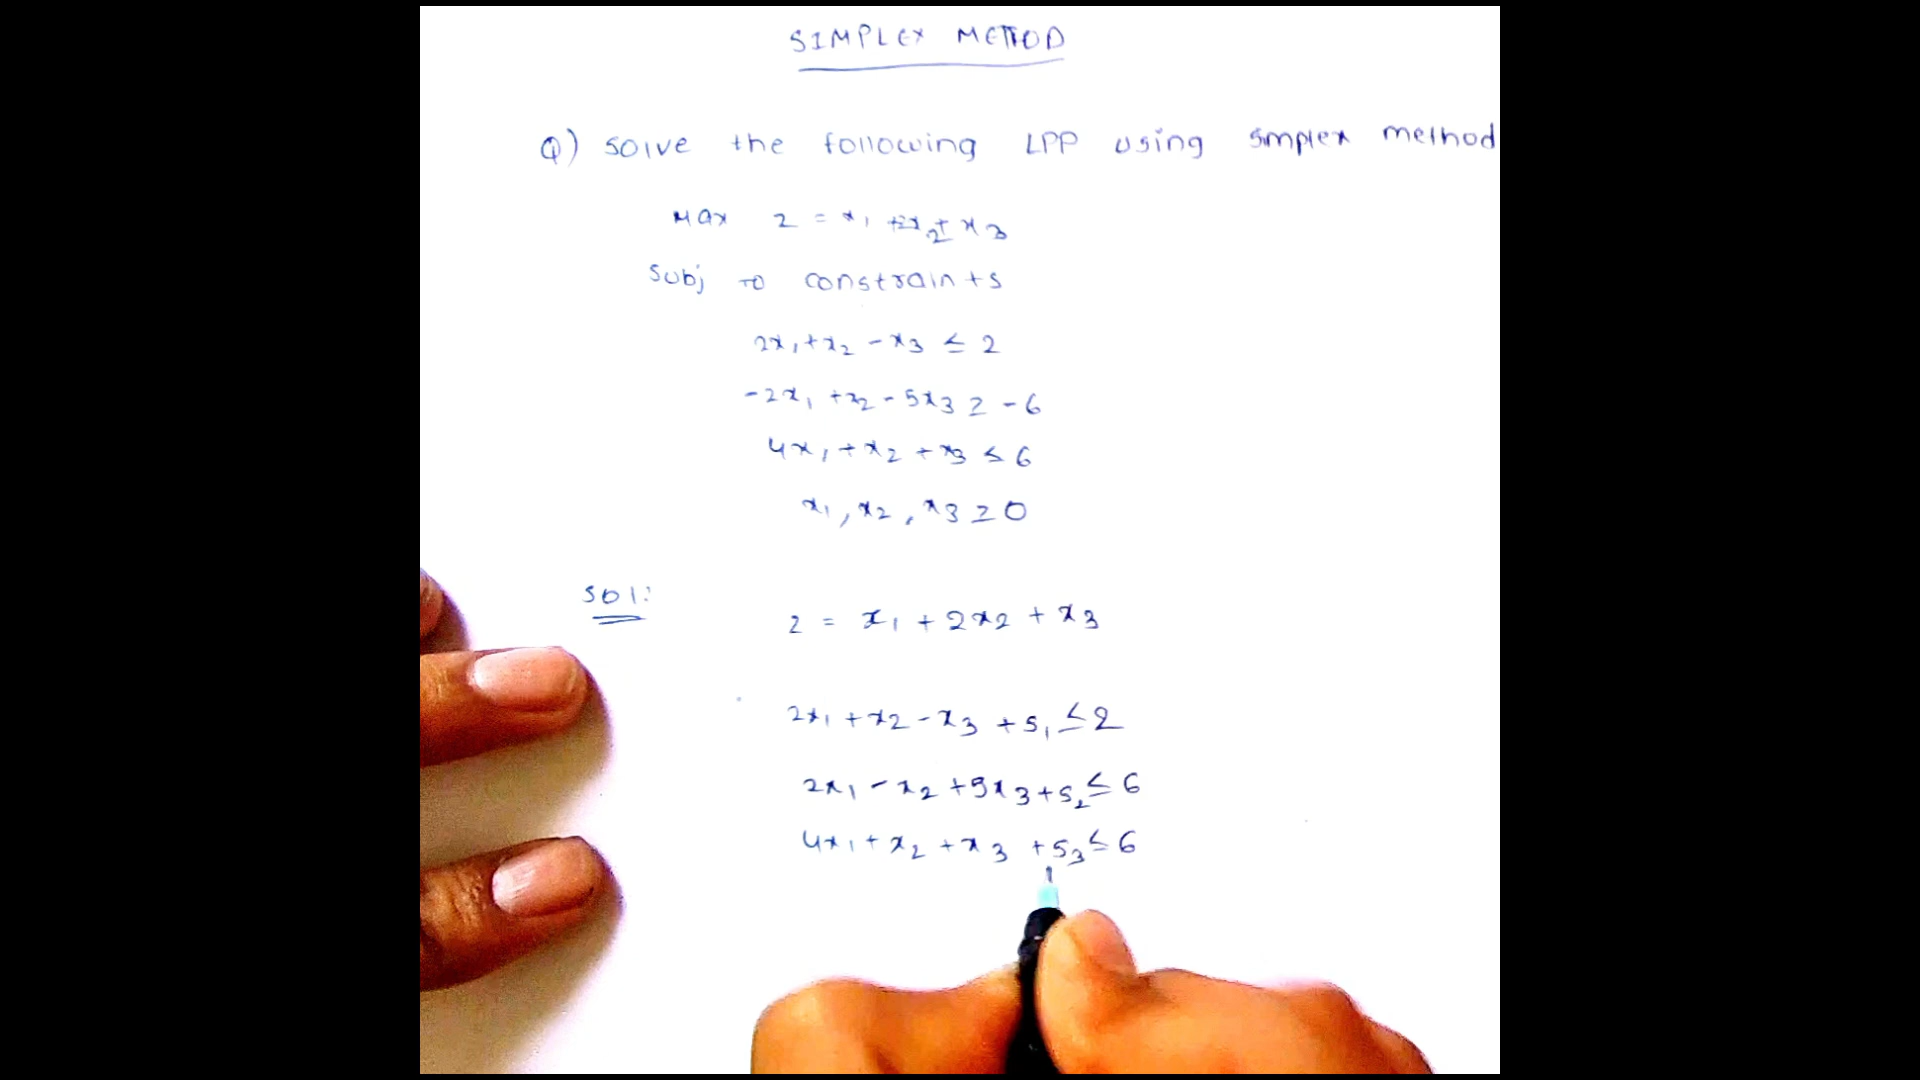 SIMPLEX METHOD
Q) solve the following LPP using simplex method
Max z = x₁ + 2x₂ + x₃
Subj to constraints
2x₁ + x₂ - x₃ ≤ 2
-2x₁ + x₂ - 5x₃ ≥ -6
4x₁ + x₂ + x₃ ≤ 6
x₁, x₂, x₃ ≥ 0
Sol:
z = x₁ + 2x₂ + x₃
2x₁ + x₂ - x₃ + s₁ ≤ 2
2x₁ - x₂ + 5x₃ + s₂ ≤ 6
4x₁ + x₂ + x₃ + s₃ ≤ 6